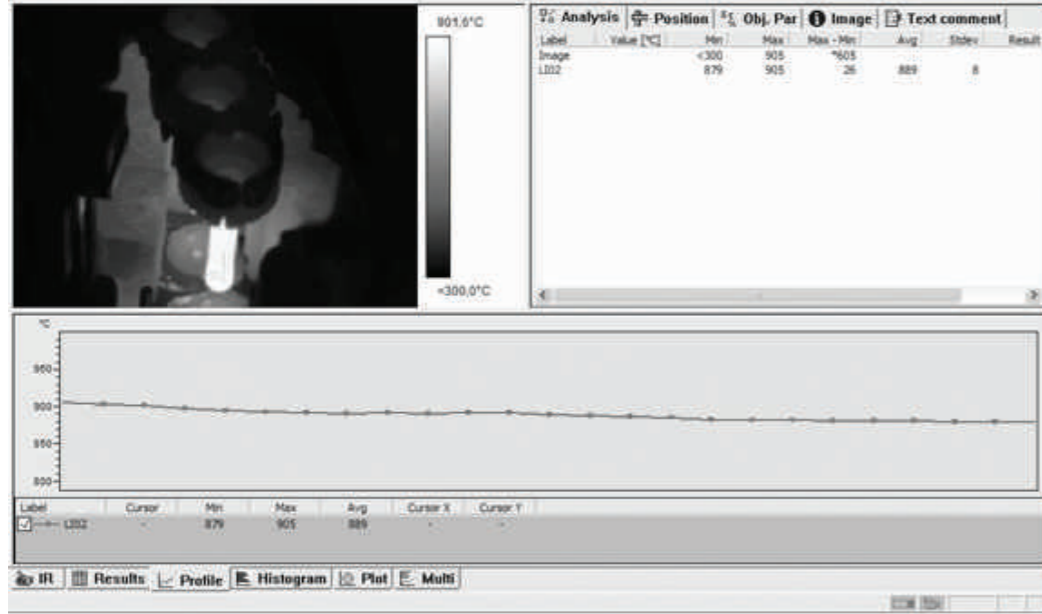 901,6°C
<300,0°C
Analysis Position Obj. Par Image Text comment
Label Value [°C] Min Max Max - Min Avg Stdev Result
Image <300 905 *605
LI02 879 905 26 889 8
°C
950
900
850
800
Label Cursor Min Max Avg Cursor X Cursor Y
LI02 - 879 905 889 - -
IR Results Profile Histogram Plot Multi